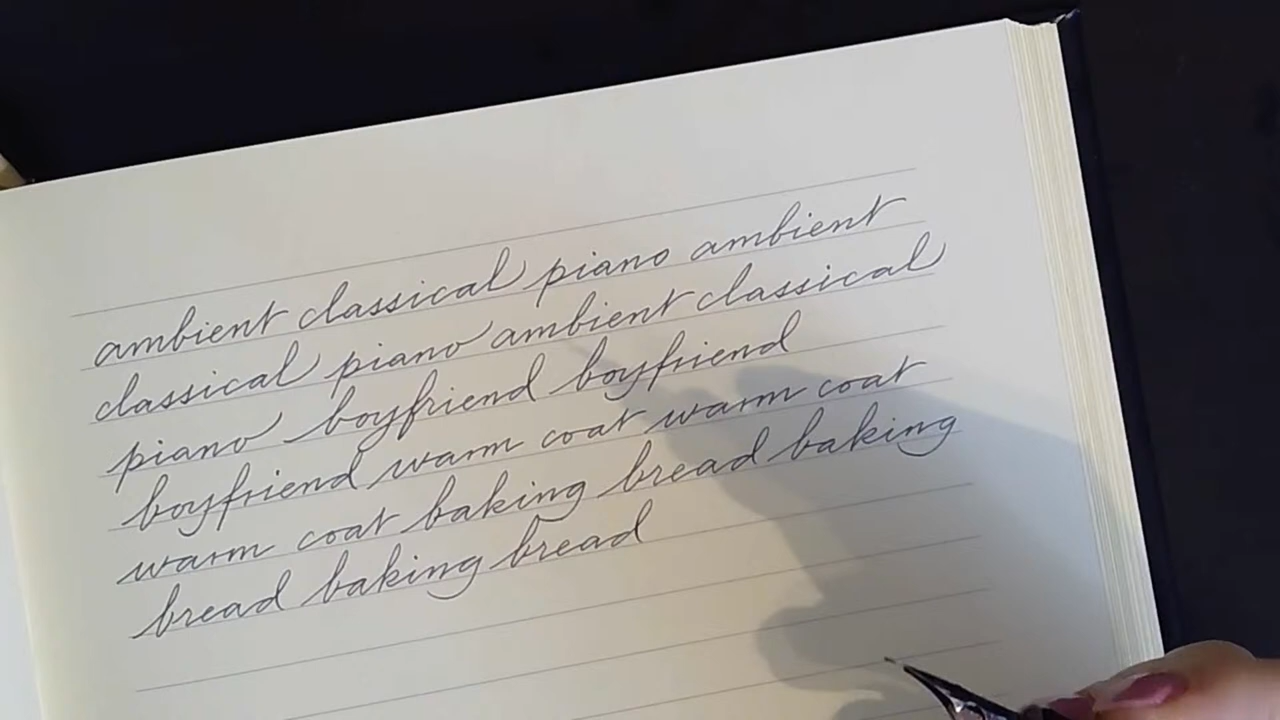 ambient classical piano ambient
classical piano ambient classical
piano boyfriend boyfriend
boyfriend warm coat warm coat
warm coat baking bread baking
bread baking bread